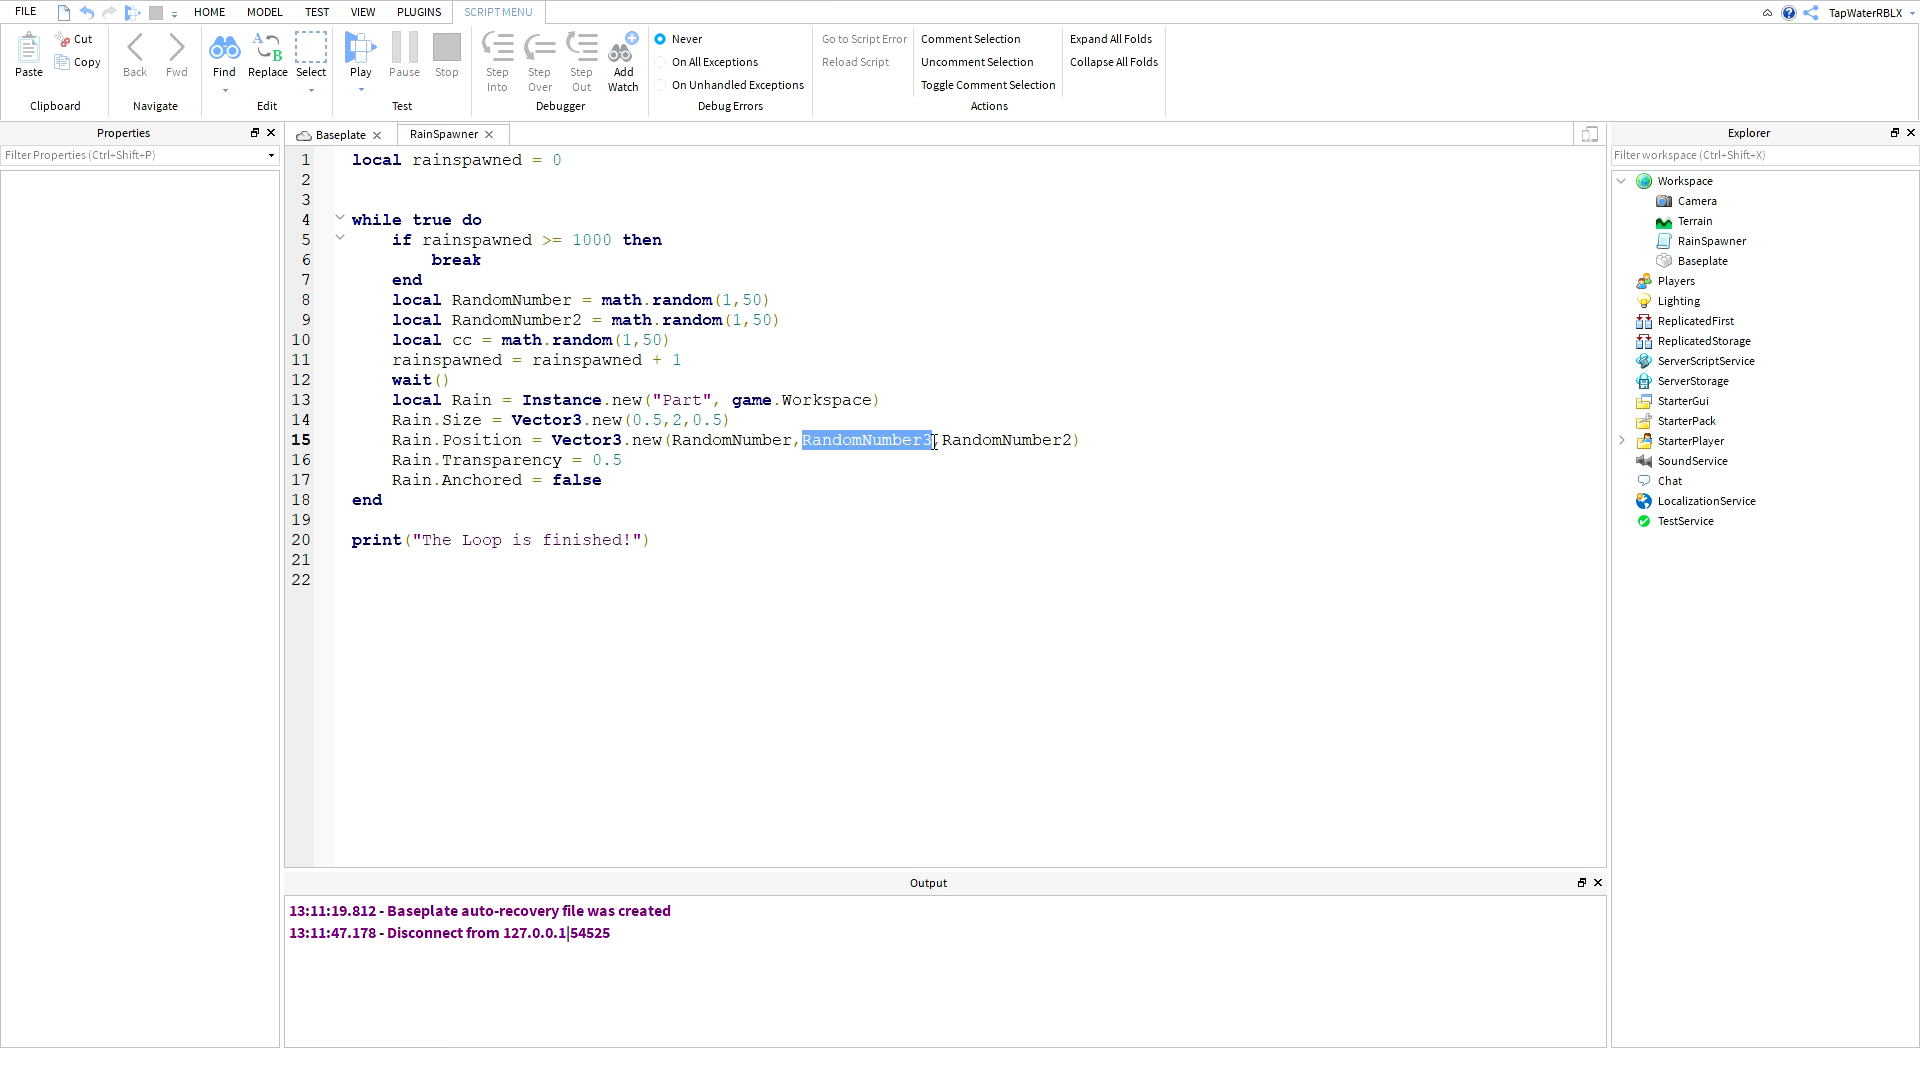 FILE HOME MODEL TEST VIEW PLUGINS SCRIPT MENU TapWaterRBLX
Paste Cut Copy Back Fwd Find Replace Select Play Pause Stop Step Into Step Over Step Out Add Watch
Never
On All Exceptions
On Unhandled Exceptions
Go to Script Error
Reload Script
Comment Selection
Uncomment Selection
Toggle Comment Selection
Expand All Folds
Collapse All Folds
Clipboard Navigate Edit Test Debugger Debug Errors Actions
Properties
Filter Properties (Ctrl+Shift+P)
Baseplate RainSpawner
1 local rainspawned = 0
2
3
4 while true do
5 if rainspawned >= 1000 then
6 break
7 end
8 local RandomNumber = math.random(1,50)
9 local RandomNumber2 = math.random(1,50)
10 local cc = math.random(1,50)
11 rainspawned = rainspawned + 1
12 wait()
13 local Rain = Instance.new("Part", game.Workspace)
14 Rain.Size = Vector3.new(0.5,2,0.5)
15 Rain.Position = Vector3.new(RandomNumber,RandomNumber3,RandomNumber2)
16 Rain.Transparency = 0.5
17 Rain.Anchored = false
18 end
19
20 print("The Loop is finished!")
21
22
Output
13:11:19.812 - Baseplate auto-recovery file was created
13:11:47.178 - Disconnect from 127.0.0.1|54525
Explorer
Filter workspace (Ctrl+Shift+X)
Workspace
Camera
Terrain
RainSpawner
Baseplate
Players
Lighting
ReplicatedFirst
ReplicatedStorage
ServerScriptService
ServerStorage
StarterGui
StarterPack
StarterPlayer
SoundService
Chat
LocalizationService
TestService